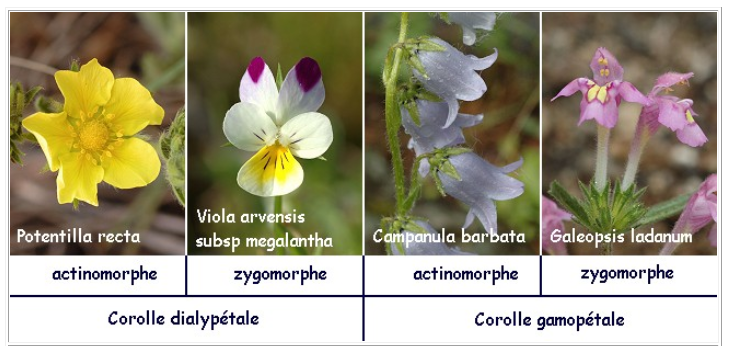 Potentilla recta
Viola arvensis
subsp megalantha
Campanula barbata
Galeopsis ladanum
actinomorphe
zygomorphe
actinomorphe
zygomorphe
Corolle dialypétale
Corolle gamopétale